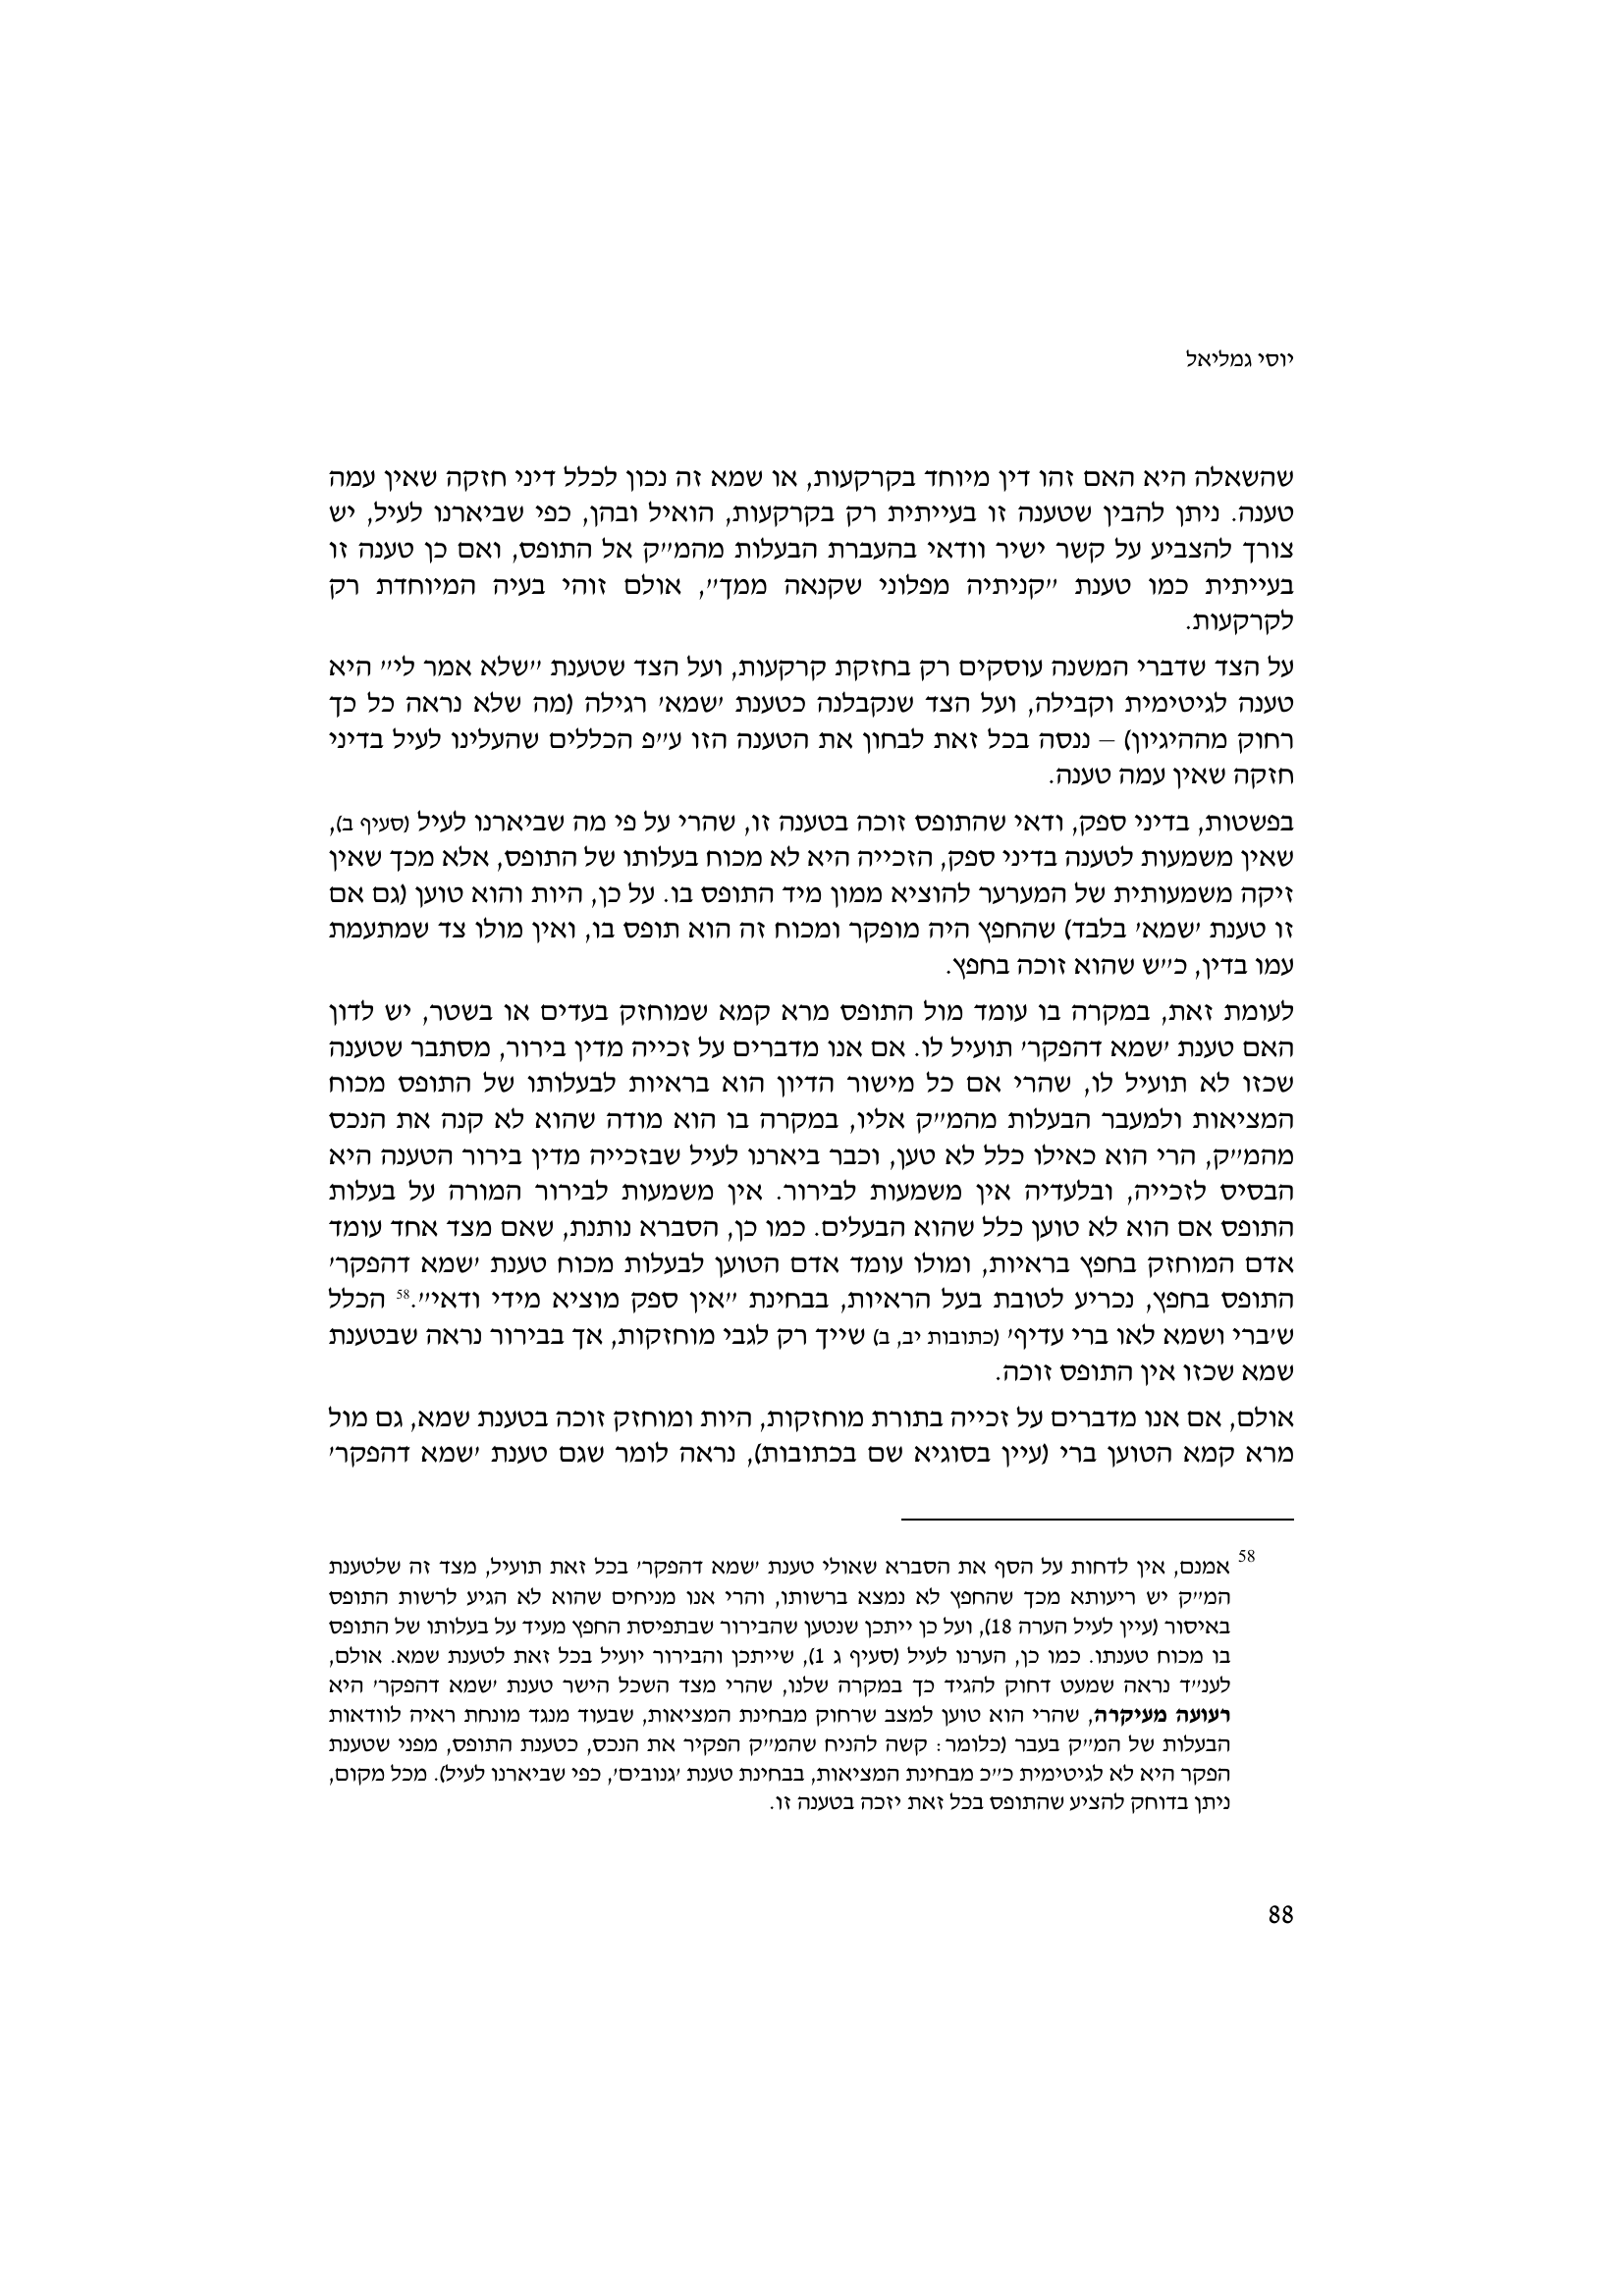 יוסי גמליאל
שהשאלה היא האם זהו דין מיוחד בקרקעות, או שמא זה נכון לכלל דיני חזקה שאין עמה
טענה. ניתן להבין שטענה זו בעייתית רק בקרקעות, הואיל ובהן, כפי שביארנו לעיל, יש
צורך להצביע על קשר ישיר וודאי בהעברת הבעלות מהמ״ק אל התופס, ואם כן טענה זו
בעייתית כמו טענת ״קניתיה מפלוני שקנאה ממך״, אולם זוהי בעיה המיוחדת רק
לקרקעות.
על הצד שדברי המשנה עוסקים רק בחזקת קרקעות, ועל הצד שטענת ״שלא אמר לי״ היא
טענה לגיטימית וקבילה, ועל הצד שנקבלנה כטענת ׳שמא׳ רגילה (מה שלא נראה כל כך
רחוק מההיגיון) – ננסה בכל זאת לבחון את הטענה הזו ע״פ הכללים שהעלינו לעיל בדיני
חזקה שאין עמה טענה.
בפשטות, בדיני ספק, ודאי שהתופס זוכה בטענה זו, שהרי על פי מה שביארנו לעיל (סעיף ב),
שאין משמעות לטענה בדיני ספק, הזכייה היא לא מכוח בעלותו של התופס, אלא מכך שאין
זיקה משמעותית של המערער להוציא ממון מיד התופס בו. על כן, היות והוא טוען (גם אם
זו טענת ׳שמא׳ בלבד) שהחפץ היה מופקר ומכוח זה הוא תופס בו, ואין מולו צד שמתעמת
עמו בדין, כ״ש שהוא זוכה בחפץ.
לעומת זאת, במקרה בו עומד מול התופס מרא קמא שמוחזק בעדים או בשטר, יש לדון
האם טענת ׳שמא דהפקר׳ תועיל לו. אם אנו מדברים על זכייה מדין בירור, מסתבר שטענה
שכזו לא תועיל לו, שהרי אם כל מישור הדיון הוא בראיות לבעלותו של התופס מכוח
המציאות ולמעבר הבעלות מהמ״ק אליו, במקרה בו הוא מודה שהוא לא קנה את הנכס
מהמ״ק, הרי הוא כאילו כלל לא טען, וכבר ביארנו לעיל שבזכייה מדין בירור הטענה היא
הבסיס לזכייה, ובלעדיה אין משמעות לבירור. אין משמעות לבירור המורה על בעלות
התופס אם הוא לא טוען כלל שהוא הבעלים. כמו כן, הסברא נותנת, שאם מצד אחד עומד
אדם המוחזק בחפץ בראיות, ומולו עומד אדם הטוען לבעלות מכוח טענת ׳שמא דהפקר׳
התופס בחפץ, נכריע לטובת בעל הראיות, בבחינת ״אין ספק מוציא מידי ודאי״.58 הכלל
ש׳ברי ושמא לאו ברי עדיף׳ (כתובות יב, ב) שייך רק לגבי מוחזקות, אך בבירור נראה שבטענת
שמא שכזו אין התופס זוכה.
אולם, אם אנו מדברים על זכייה בתורת מוחזקות, היות ומוחזק זוכה בטענת שמא, גם מול
מרא קמא הטוען ברי (עיין בסוגיא שם בכתובות), נראה לומר שגם טענת ׳שמא דהפקר׳
58 אמנם, אין לדחות על הסף את הסברא שאולי טענת ׳שמא דהפקר׳ בכל זאת תועיל, מצד זה שלטענת
המ״ק יש ריעותא מכך שהחפץ לא נמצא ברשותו, והרי אנו מניחים שהוא לא הגיע לרשות התופס
באיסור (עיין לעיל הערה 18), ועל כן ייתכן שנטען שהבירור שבתפיסת החפץ מעיד על בעלותו של התופס
בו מכוח טענתו. כמו כן, הערנו לעיל (סעיף ג 1), שייתכן והבירור יועיל בכל זאת לטענת שמא. אולם,
לענ״ד נראה שמעט דחוק להגיד כך במקרה שלנו, שהרי מצד השכל הישר טענת ׳שמא דהפקר׳ היא
רעועה מעיקרה, שהרי הוא טוען למצב שרחוק מבחינת המציאות, שבעוד מנגד מונחת ראיה לוודאות
הבעלות של המ״ק בעבר (כלומר: קשה להניח שהמ״ק הפקיר את הנכס, כטענת התופס, מפני שטענת
הפקר היא לא לגיטימית כ״כ מבחינת המציאות, בבחינת טענת ׳גנובים׳, כפי שביארנו לעיל). מכל מקום,
ניתן בדוחק להציע שהתופס בכל זאת יזכה בטענה זו.
88